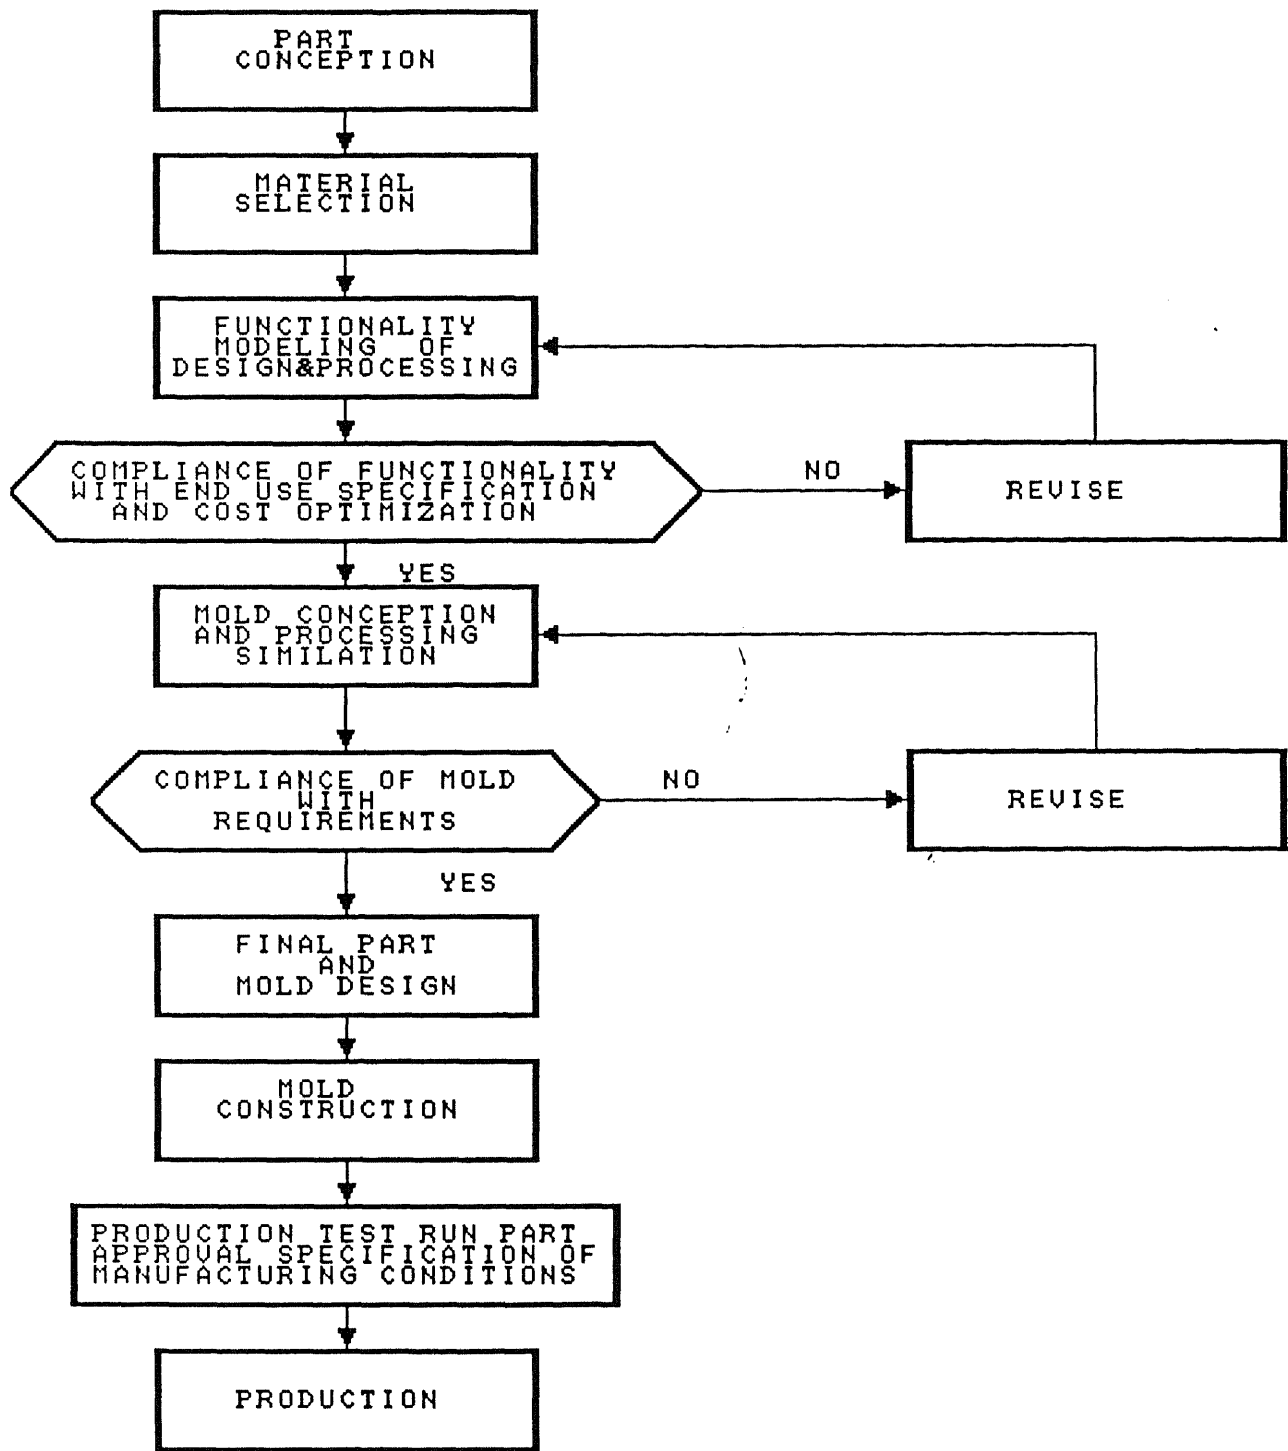 PART
CONCEPTION
MATERIAL
SELECTION
FUNCTIONALITY
MODELING OF
DESIGN&PROCESSING
COMPLIANCE OF FUNCTIONALITY
WITH END USE SPECIFICATION
AND COST OPTIMIZATION
NO
REVISE
YES
MOLD CONCEPTION
AND PROCESSING
SIMILATION
COMPLIANCE OF MOLD
WITH
REQUIREMENTS
NO
REVISE
YES
FINAL PART
AND
MOLD DESIGN
MOLD
CONSTRUCTION
PRODUCTION TEST RUN PART
APPROVAL SPECIFICATION OF
MANUFACTURING CONDITIONS
PRODUCTION